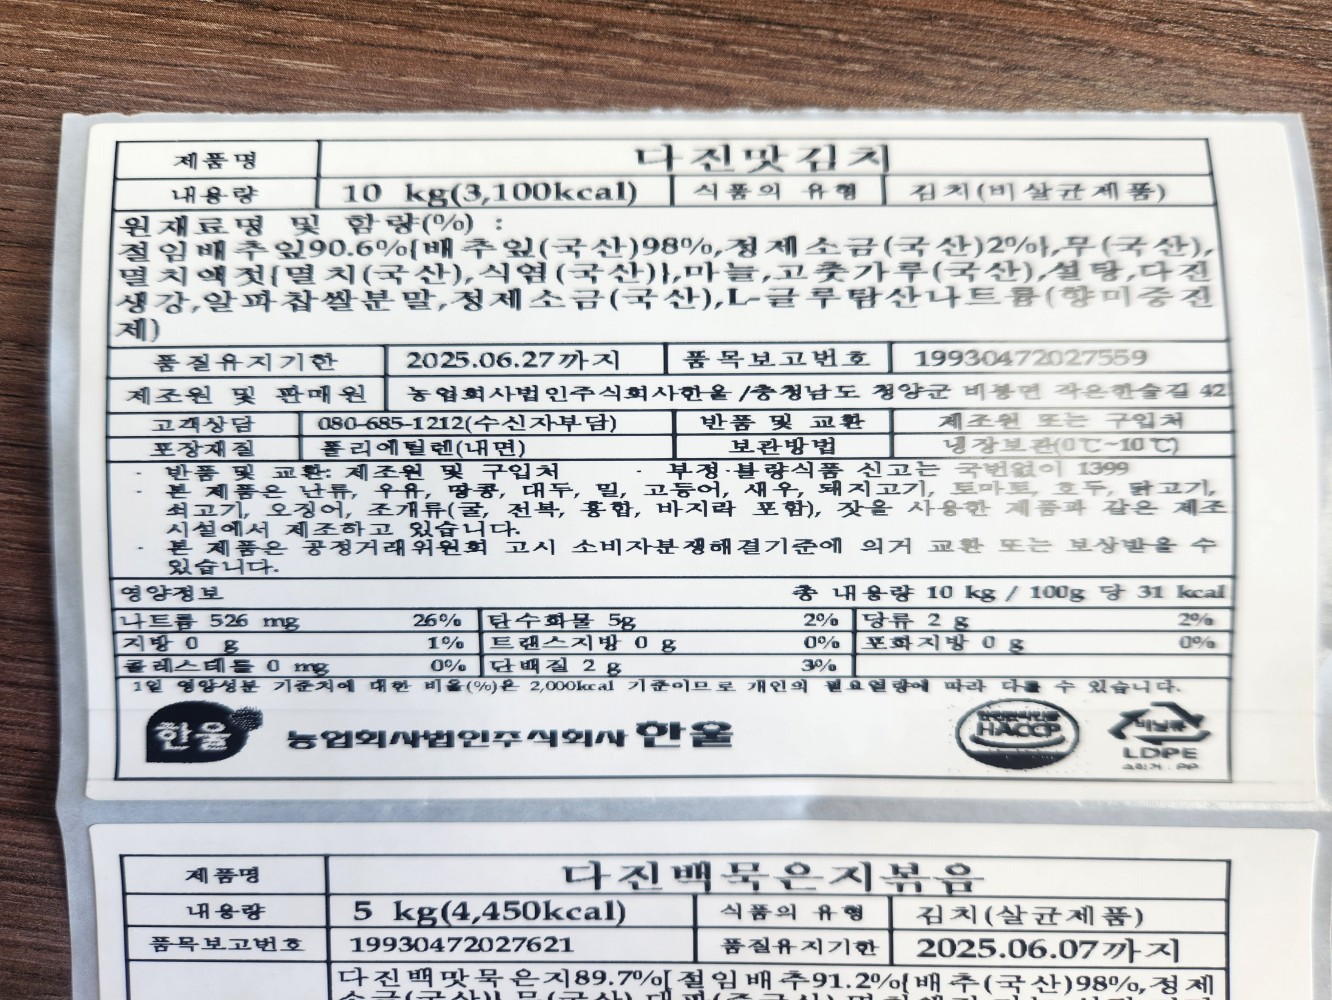 제품명 다진맛김치
내용량 10 kg(3,100kcal) 식품의 유형 김치(비살균제품)
원재료명 및 함량(%) :
절임배추잎90.6%{배추잎(국산)98%,정제소금(국산)2%},무(국산),
멸치액젓{멸치(국산),식염(국산)},마늘,고춧가루(국산),설탕,다진
생강,알파찹쌀분말,정제소금(국산),L-글루탐산나트륨(향미증진
제)
품질유지기한 2025.06.27까지 품목보고번호 19930472027559
제조원 및 판매원 농업회사법인주식회사한울 /충청남도 청양군 비봉면 작은한술길 42
고객상담 080-685-1212(수신자부담) 반품 및 교환 제조원 또는 구입처
포장재질 폴리에틸렌(내면) 보관방법 냉장보관(0℃~10℃)
· 반품 및 교환: 제조원 및 구입처 · 부정·불량식품 신고는 국번없이 1399
· 본 제품은 난류, 우유, 땅콩, 대두, 밀, 고등어, 새우, 돼지고기, 토마토, 호두, 닭고기,
쇠고기, 오징어, 조개류(굴, 전복, 홍합, 바지락 포함), 잣을 사용한 제품과 같은 제조
시설에서 제조하고 있습니다.
· 본 제품은 공정거래위원회 고시 소비자분쟁해결기준에 의거 교환 또는 보상받을 수
있습니다.
영양정보 총 내용량 10 kg / 100g 당 31 kcal
나트륨 526 mg 26% 탄수화물 5g 2% 당류 2 g 2%
지방 0 g 1% 트랜스지방 0 g 0% 포화지방 0 g 0%
콜레스테롤 0 mg 0% 단백질 2 g 3%
1일 영양성분 기준치에 대한 비율(%)은 2,000kcal 기준이므로 개인의 필요열량에 따라 다를 수 있습니다.
한울 농업회사법인주식회사 한울 HACCP 비닐류
LDPE
제품명 다진백묵은지볶음
내용량 5 kg(4,450kcal) 식품의 유형 김치(살균제품)
품목보고번호 19930472027621 품질유지기한 2025.06.07까지
다진백맛묵은지89.7%[절임배추91.2%{배추(국산)98%,정제